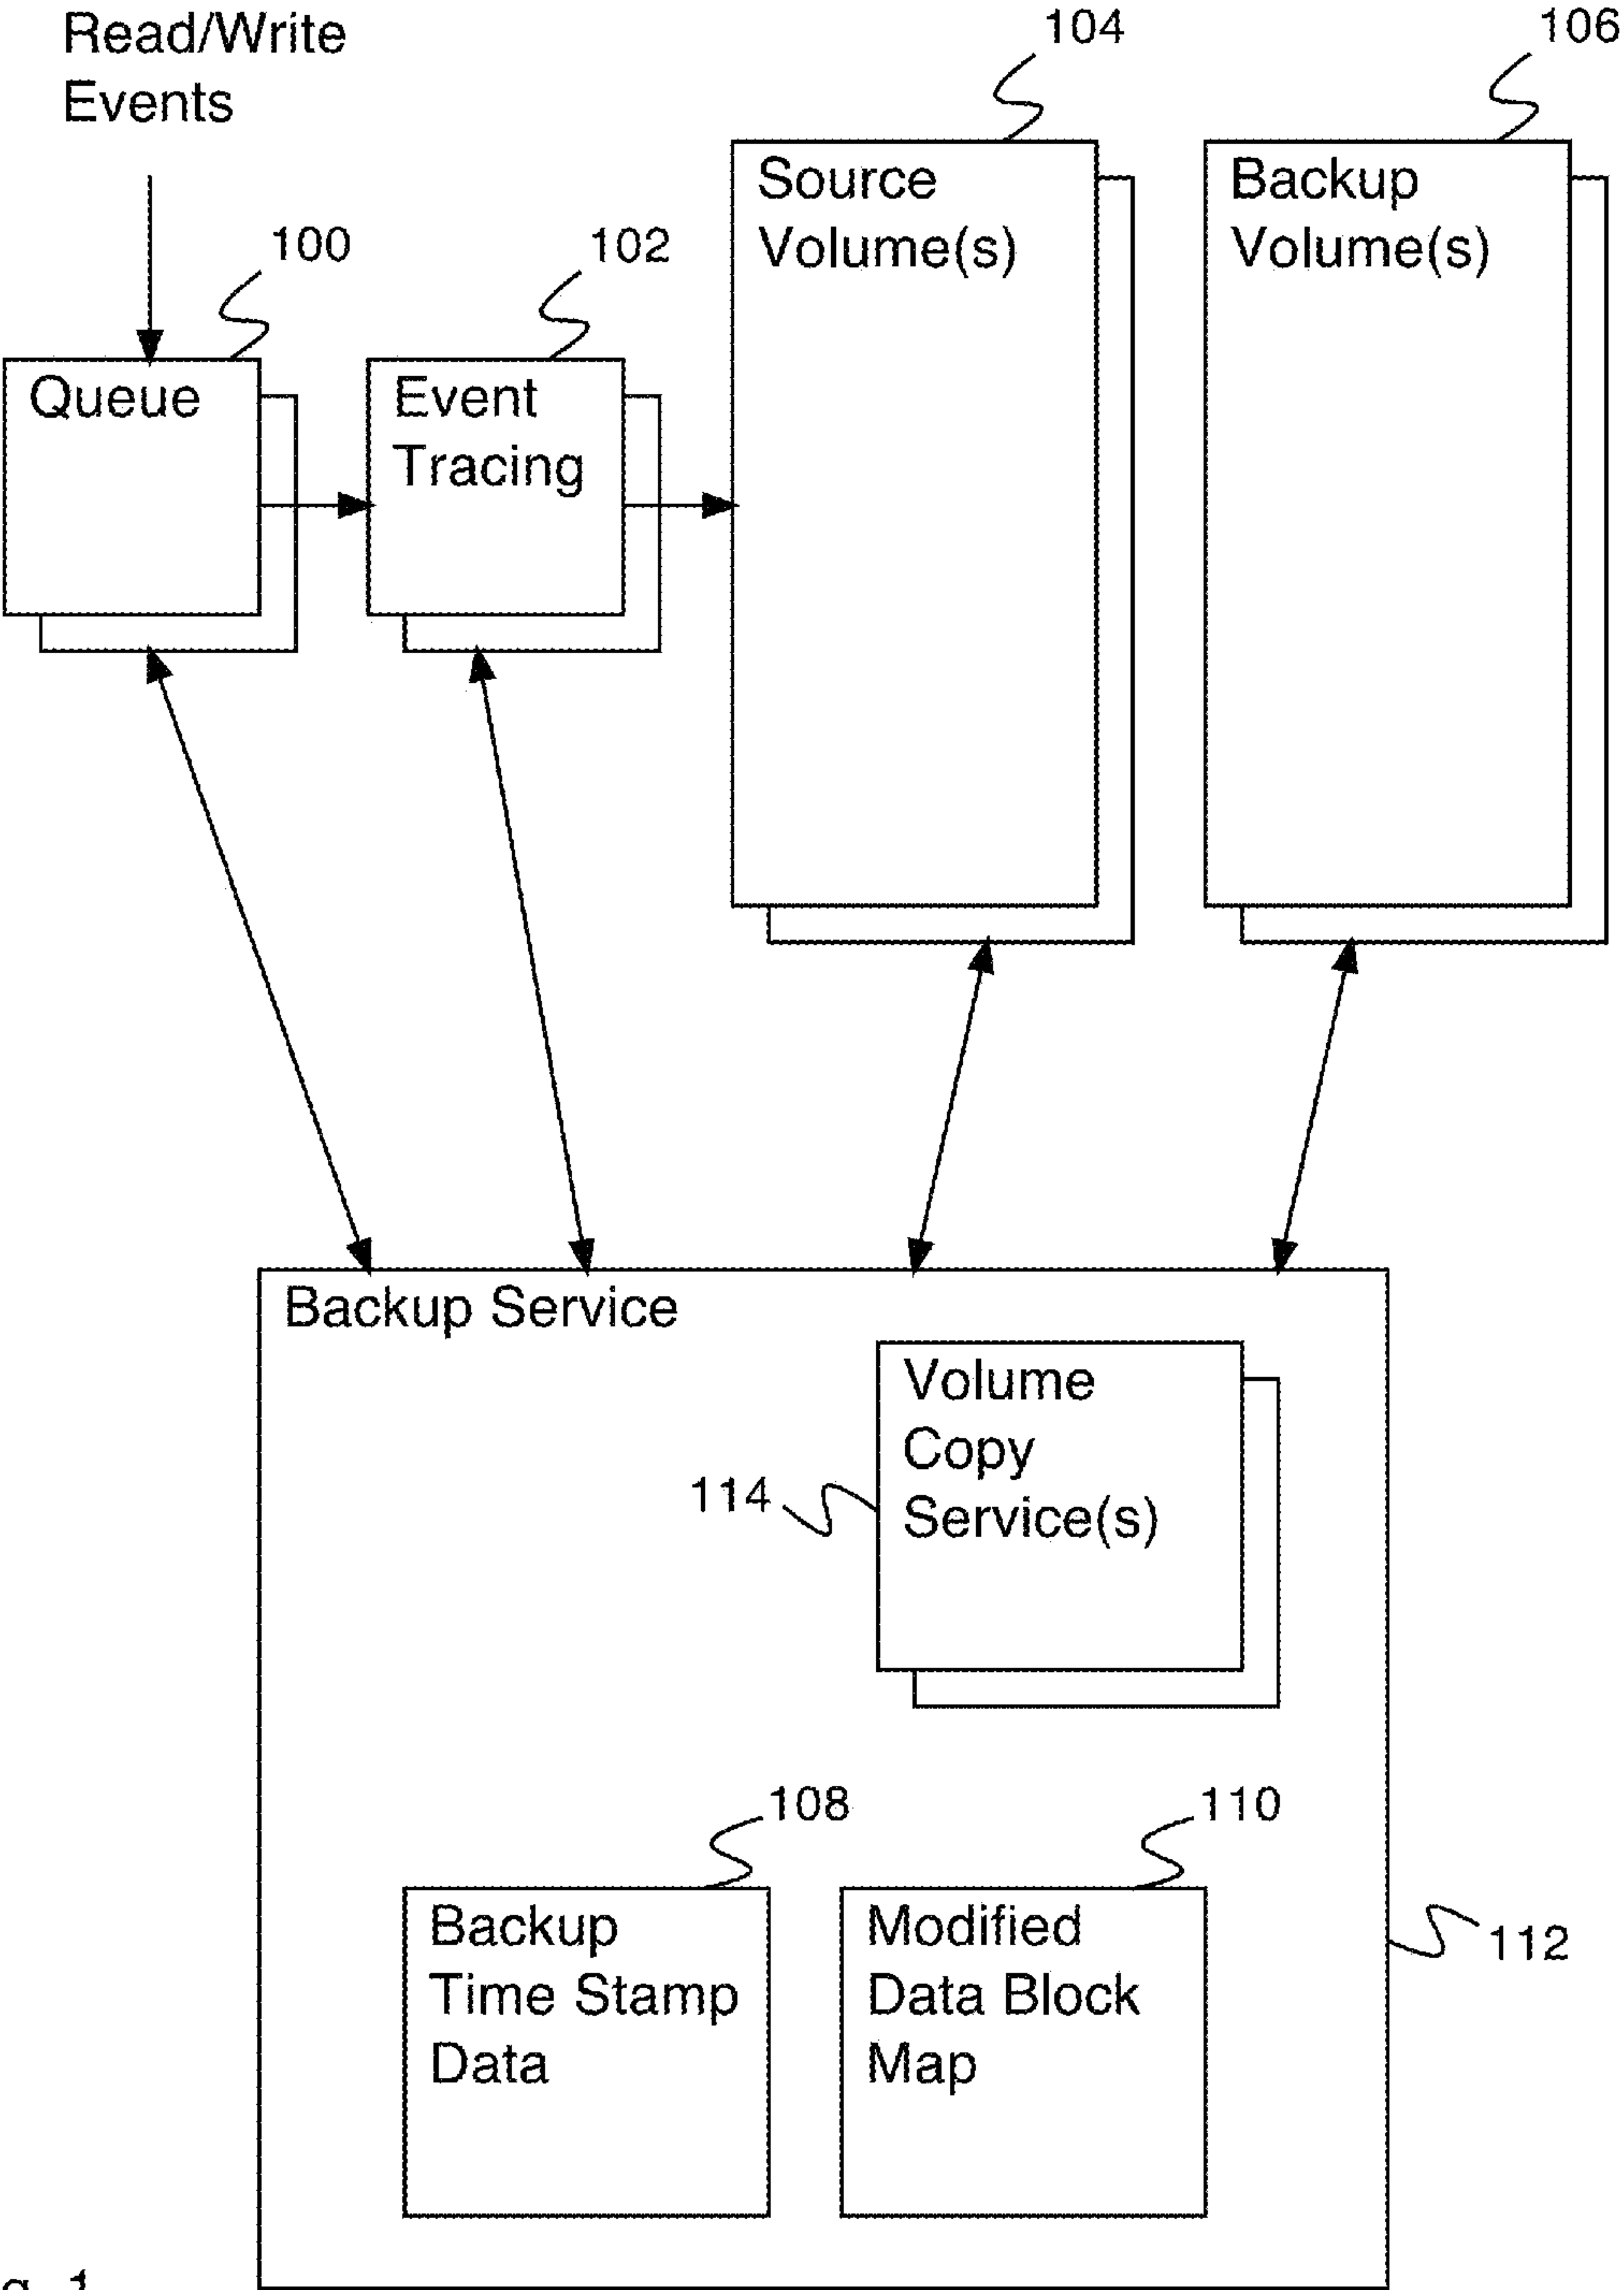 Read/Write
Events
104
106
100
102
Source
Volume(s)
Backup
Volume(s)
Queue
Event
Tracing
Backup Service
Volume
Copy
Service(s)
114
108
110
Backup
Time Stamp
Data
Modified
Data Block
Map
112
1